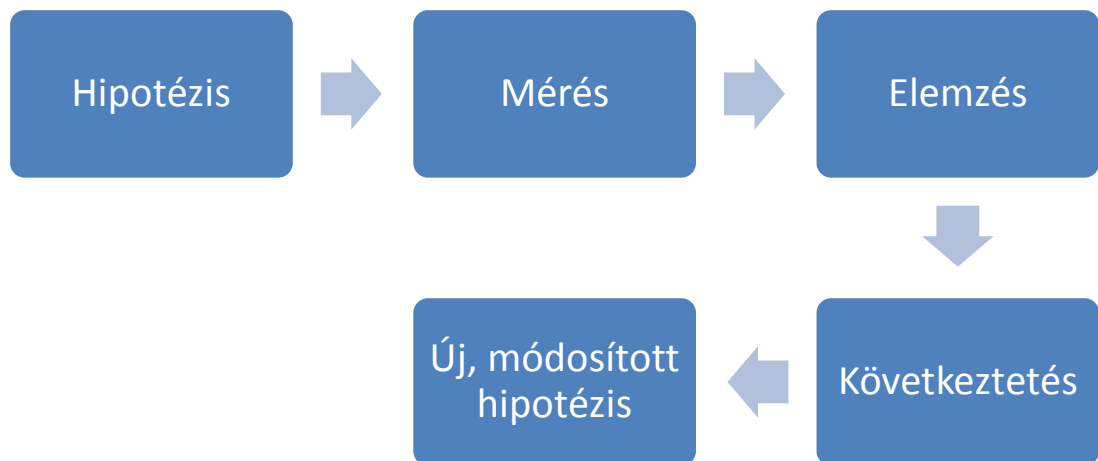 Hipotézis
Mérés
Elemzés
Következtetés
Új, módosított
hipotézis